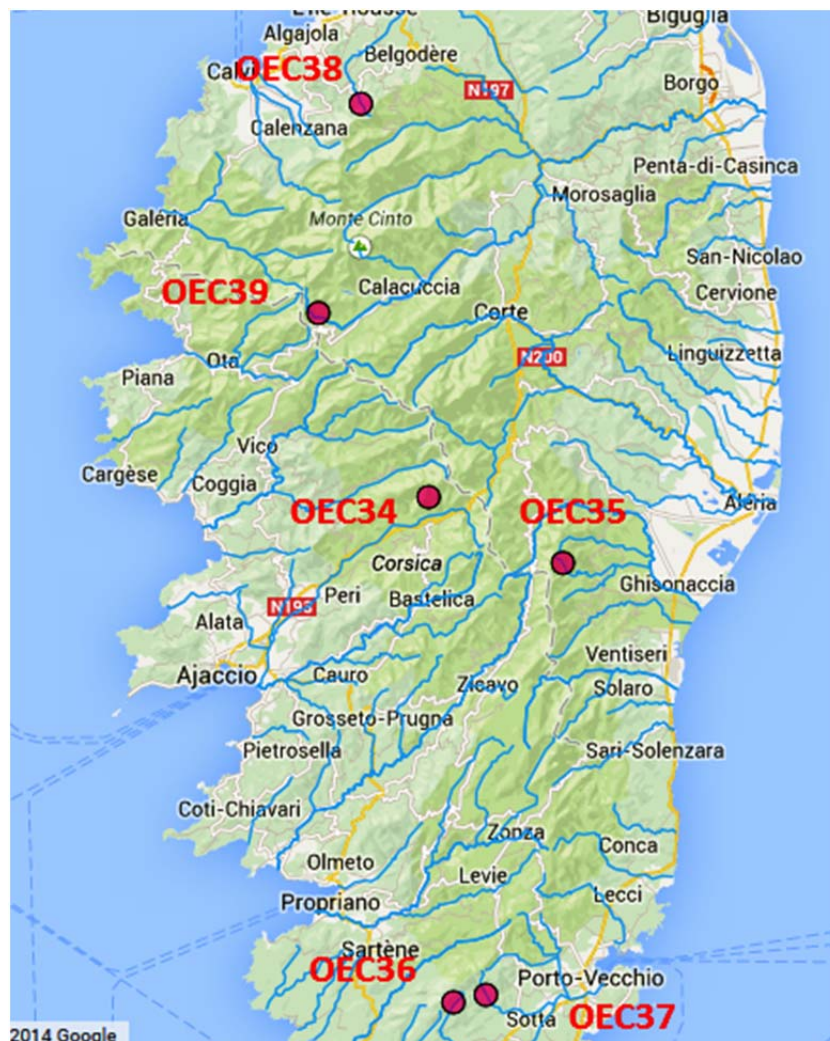 Algajola
Biguglia
Belgodère
OEC38
N197
Borgo
Calenzana
Penta-di-Casinca
Morosaglia
Galéria
Monte Cinto
San-Nicolao
OEC39
Calacuccia
Cervione
Corte
Ota
N200
Linguizzetta
Piana
Vico
Cargèse
Coggia
OEC34
OEC35
Aléria
Corsica
Ghisonaccia
Peri
Bastelica
N193
Alata
Ventiseri
Ajaccio
Cauro
Zicavo
Solaro
Grosseto-Prugna
Pietrosella
Sari-Solenzara
Coti-Chiavari
Zonza
Conca
Olmeto
Levie
Propriano
Lecci
Sartène
OEC36
Porto-Vecchio
Sotta
OEC37
2014 Google